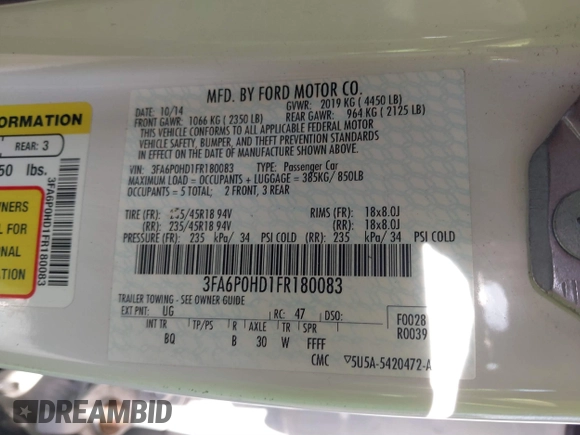 MFD. BY FORD MOTOR CO.
DATE: 10/14 GVWR: 2019 KG ( 4450 LB)
FRONT GAWR: 1066 KG ( 2350 LB) REAR GAWR: 964 KG ( 2125 LB)
THIS VEHICLE CONFORMS TO ALL APPLICABLE FEDERAL MOTOR
VEHICLE SAFETY, BUMPER, AND THEFT PREVENTION STANDARDS
IN EFFECT ON THE DATE OF MANUFACTURE SHOWN ABOVE.
VIN: 3FA6P0HD1FR180083 TYPE: Passenger Car
MAXIMUM LOAD = OCCUPANTS + LUGGAGE = 385KG/ 850LB
OCCUPANTS = 5 TOTAL; 2 FRONT, 3 REAR
TIRE (FR): 235/45R18 94V RIMS (FR): 18x8.0J
(RR): 235/45R18 94V (RR): 18x8.0J
PRESSURE (FR): 235 kPa/ 34 PSI COLD (RR): 235 kPa/ 34 PSI COLD
3FA6P0HD1FR180083
TRAILER TOWING - SEE OWNER GUIDE
EXT PNT: UG RC: 47 DSO: F0028
R0039
INT TR TP/PS R AXLE TR SPR
BQ B 30 W FFFF
CMC 5U5A-5420472-A
ORMATION
REAR: 3
50 lbs.
3FA6P0HD1FR180083
WNERS
L FOR
IONAL
ATION
DREAMBID